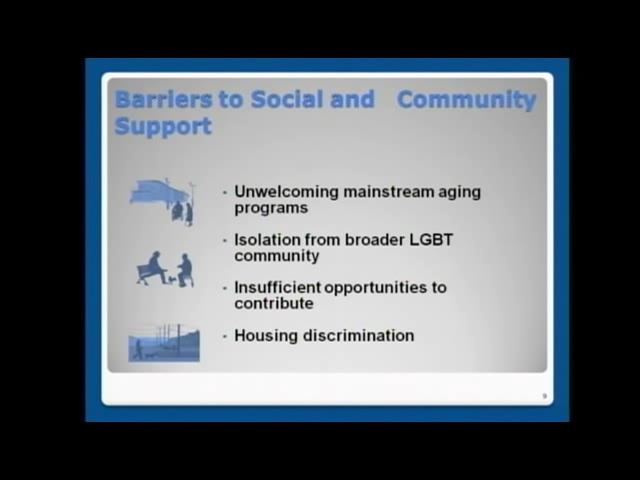 Barriers to Social and Community
Support
• Unwelcoming mainstream aging
programs
• Isolation from broader LGBT
community
• Insufficient opportunities to
contribute
• Housing discrimination
9